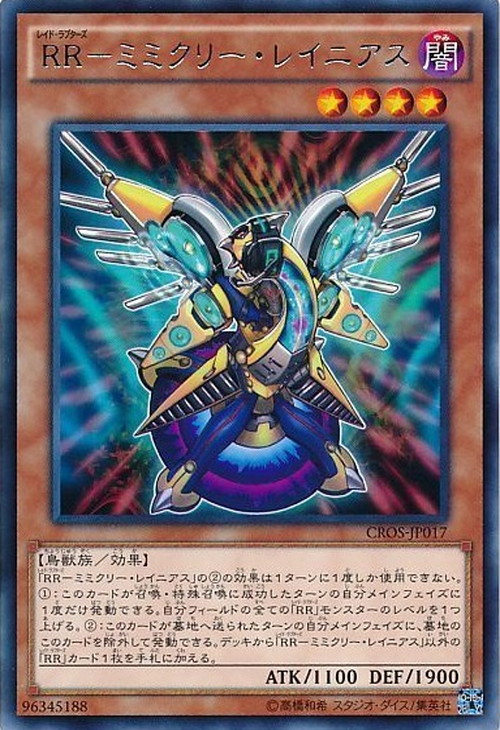 レイド・ラプターズ
RR－ミミクリー・レイニアス
やみ
闇
CROS-JP017
【鳥獣族／効果】
「RR－ミミクリー・レイニアス」の②の効果は１ターンに１度しか使用できない。
①：このカードが召喚・特殊召喚に成功したターンの自分メインフェイズに
１度だけ発動できる。自分フィールドの全ての「RR」モンスターのレベルを１つ
上げる。②：このカードが墓地へ送られたターンの自分メインフェイズに、墓地の
このカードを除外して発動できる。デッキから「RR－ミミクリー・レイニアス」以外の
「RR」カード１枚を手札に加える。
ATK/1100 DEF/1900
96345188
©高橋和希 スタジオ・ダイス/集英社